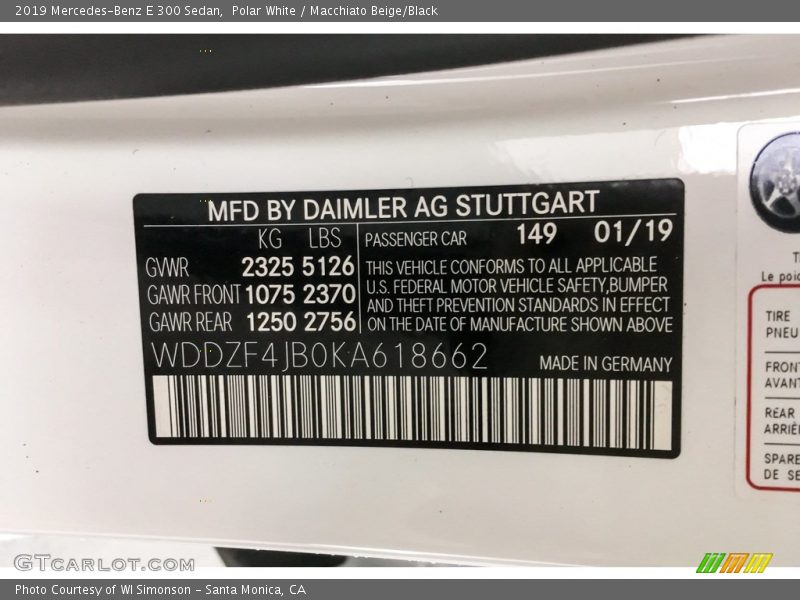 2019 Mercedes-Benz E 300 Sedan, Polar White / Macchiato Beige/Black
MFD BY DAIMLER AG STUTTGART
KG LBS
GVWR 2325 5126
GAWR FRONT 1075 2370
GAWR REAR 1250 2756
PASSENGER CAR 149 01/19
THIS VEHICLE CONFORMS TO ALL APPLICABLE
U.S. FEDERAL MOTOR VEHICLE SAFETY,BUMPER
AND THEFT PREVENTION STANDARDS IN EFFECT
ON THE DATE OF MANUFACTURE SHOWN ABOVE
WDDZF4JB0KA618662 MADE IN GERMANY
Le
TIRE
PNEU
FRONT
AVANT
REAR
SPARE
DE
GTCARLOT.COM
Photo Courtesy of WI Simonson - Santa Monica, CA